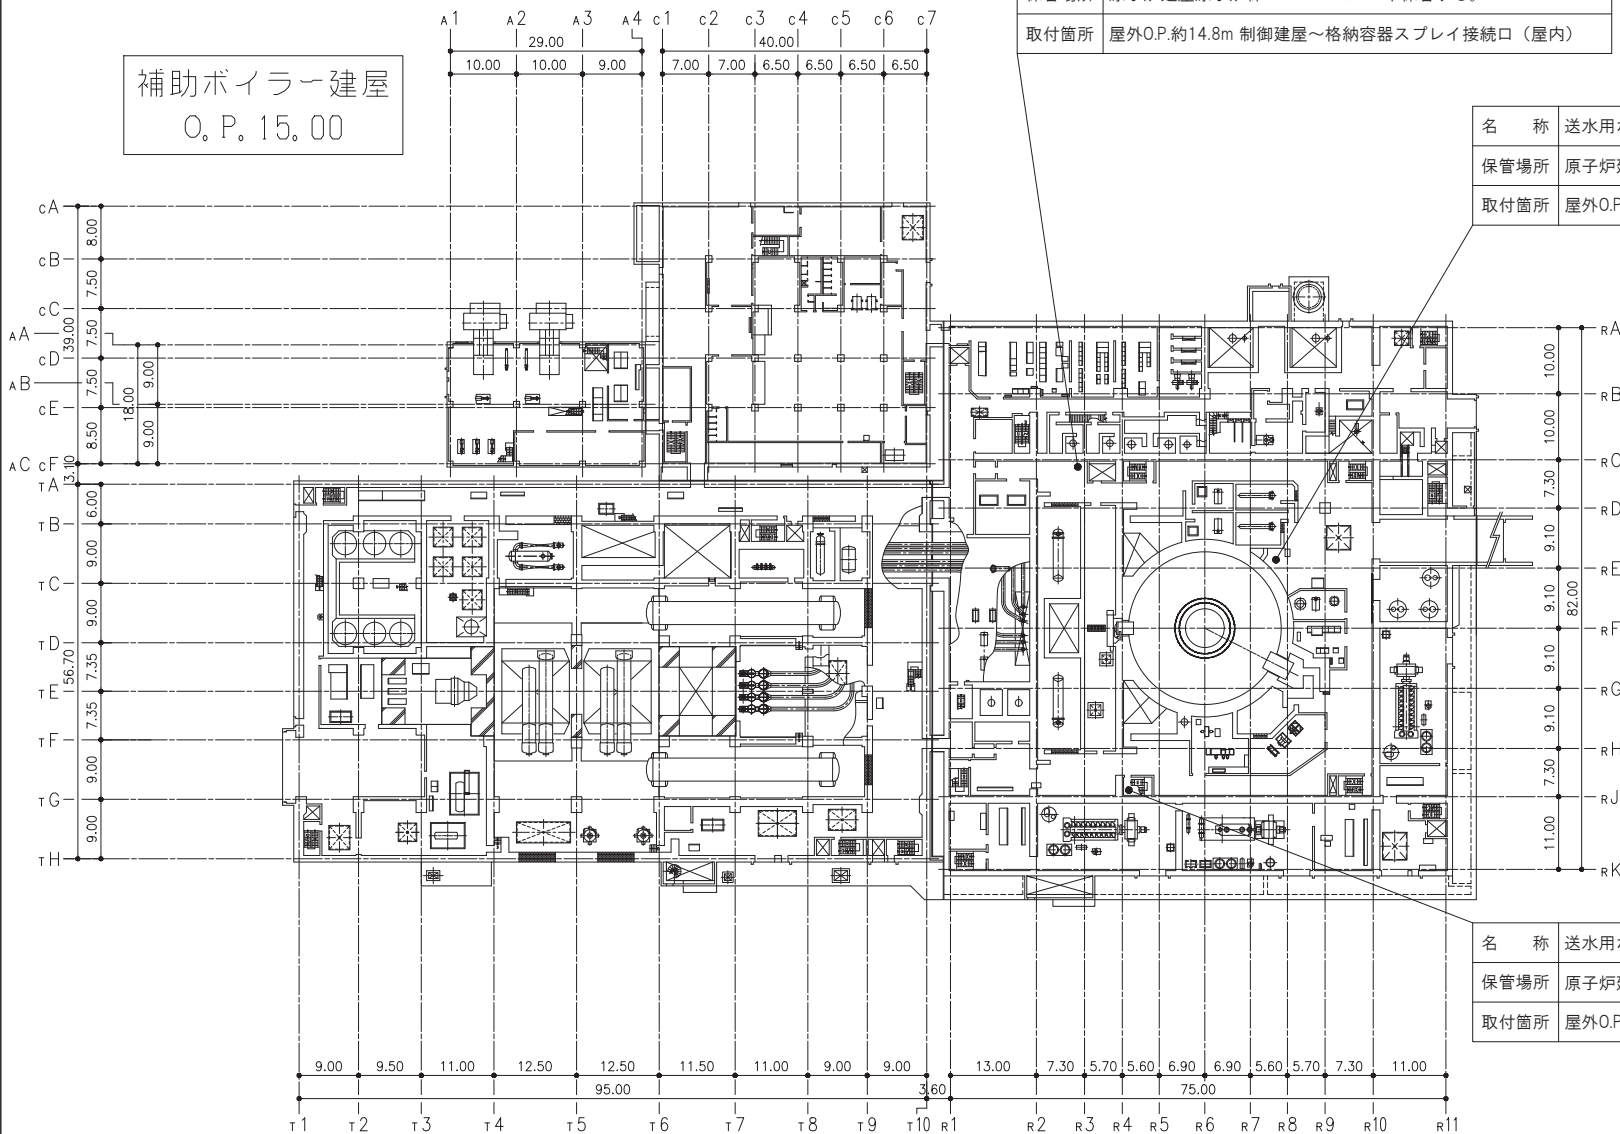 取付箇所 屋外O.P.約14.8m 制御建屋～格納容器スプレイ接続口（屋内）
A1 A2 A3 A4 C1 C2 C3 C4 C5 C6 C7
29.00 40.00
10.00 10.00 9.00 7.00 7.00 6.50 6.50 6.50 6.50
補助ボイラー建屋
O.P.15.00
名 称 送水用
保管場所 原子炉
取付箇所 屋外O.P
CA
8.00
CB
7.50
CC
AA
39.00
7.50
CD
AB
7.50
9.00
CE
18.00
8.50
9.00
AC CF
3.10
TA
6.00
TB
9.00
TC
9.00
TD
7.35
56.70
TE
7.35
TF
9.00
TG
9.00
TH
RA
10.00
RB
10.00
RC
7.30
RD
9.10
RE
9.10
82.00
RF
9.10
RG
9.10
RH
7.30
RJ
11.00
RK
名 称 送水用
保管場所 原子炉
取付箇所 屋外O.P
9.00 9.50 11.00 12.50 12.50 11.50 11.00 9.00 9.00 13.00 7.30 5.70 5.60 6.90 6.90 5.60 5.70 7.30 11.00
95.00 3.60 75.00
T1 T2 T3 T4 T5 T6 T7 T8 T9 T10 R1 R2 R3 R4 R5 R6 R7 R8 R9 R10 R11